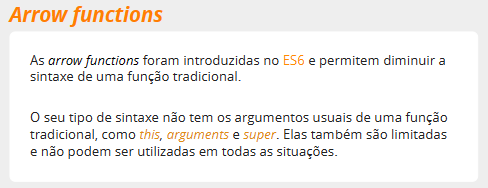 Arrow functions
As arrow functions foram introduzidas no ES6 e permitem diminuir a
sintaxe de uma função tradicional.
O seu tipo de sintaxe não tem os argumentos usuais de uma função
tradicional, como this, arguments e super. Elas também são limitadas
e não podem ser utilizadas em todas as situações.